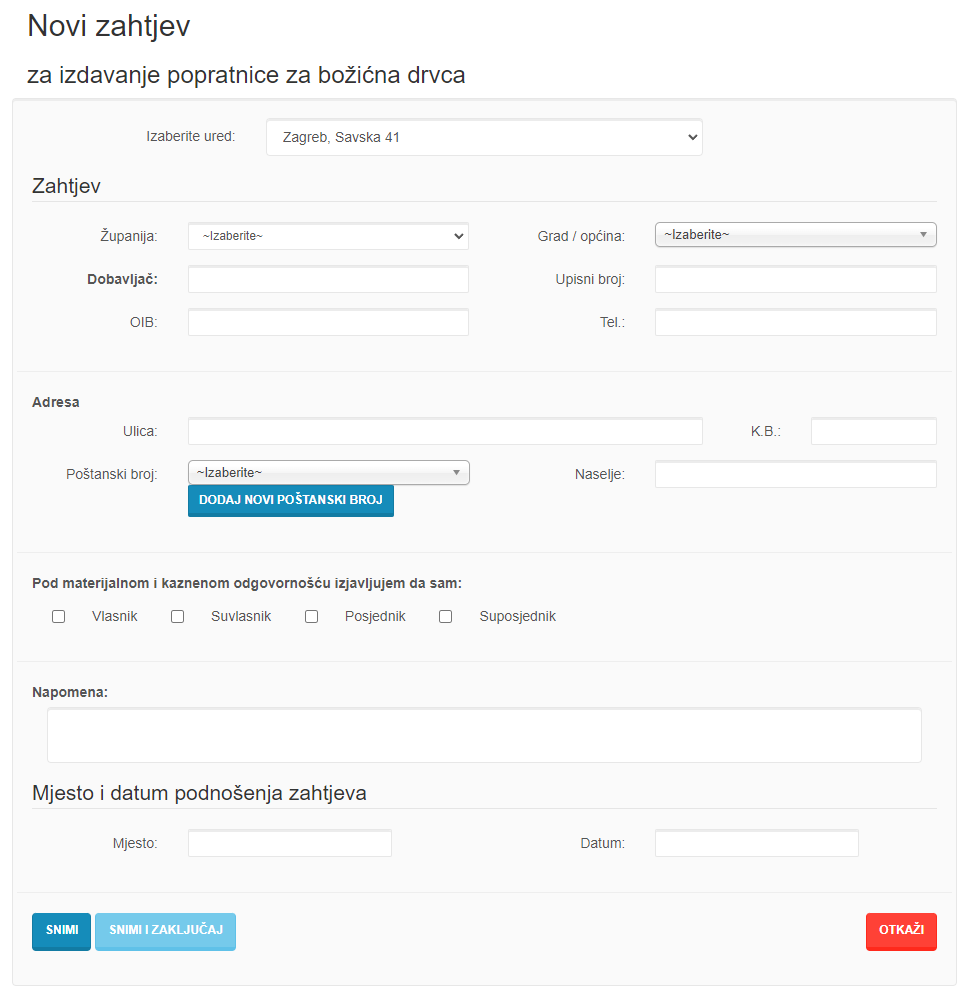 Novi zahtjev
za izdavanje popratnice za božićna drvca
Izaberite ured: Zagreb, Savska 41
Zahtjev
Županija: ~Izaberite~ Grad / općina: ~Izaberite~
Dobavljač: Upisni broj:
OIB: Tel.:
Adresa
Ulica: K.B.:
Poštanski broj: ~Izaberite~ Naselje:
DODAJ NOVI POŠTANSKI BROJ
Pod materijalnom i kaznenom odgovornošću izjavljujem da sam:
Vlasnik Suvlasnik Posjednik Suposjednik
Napomena:
Mjesto i datum podnošenja zahtjeva
Mjesto: Datum:
SNIMI SNIMI I ZAKLJUČAJ OTKAŽI